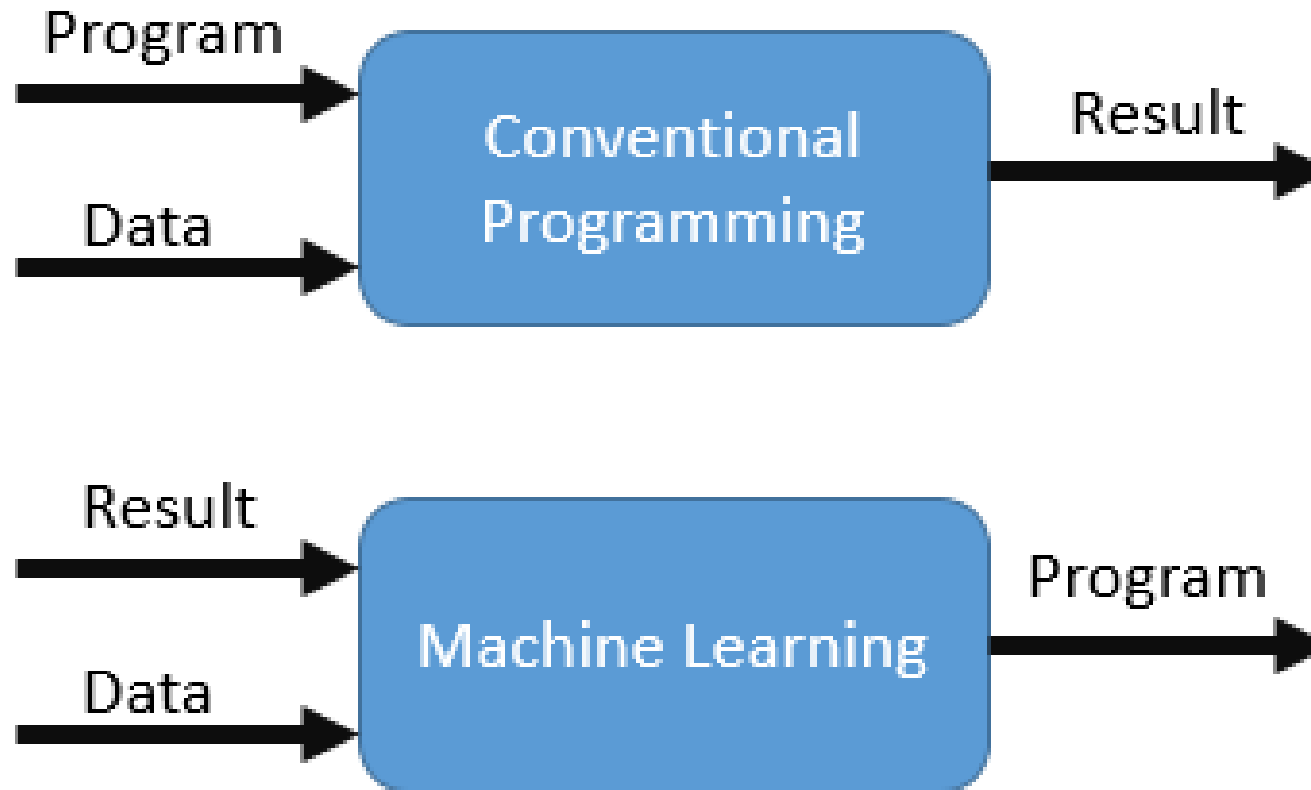 Program
Conventional
Programming
Result
Data
Result
Machine Learning
Program
Data